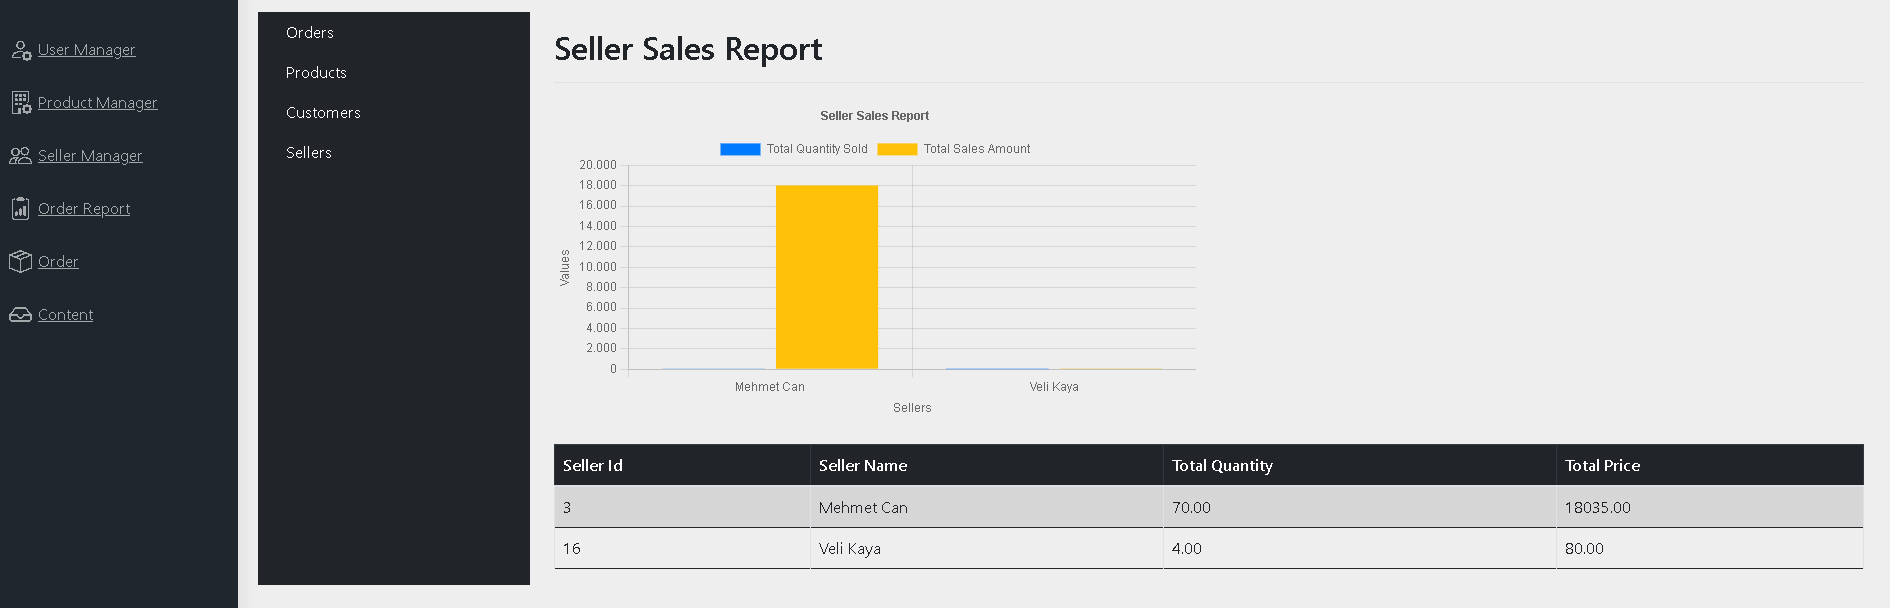 User Manager
Product Manager
Seller Manager
Order Report
Order
Content
Orders
Products
Customers
Sellers
Seller Sales Report
Seller Sales Report
Total Quantity Sold Total Sales Amount
20.000
18.000
16.000
14.000
12.000
10.000
8.000
6.000
4.000
2.000
0
Values
Mehmet Can Veli Kaya
Sellers
Seller Id Seller Name Total Quantity Total Price
3 Mehmet Can 70.00 18035.00
16 Veli Kaya 4.00 80.00